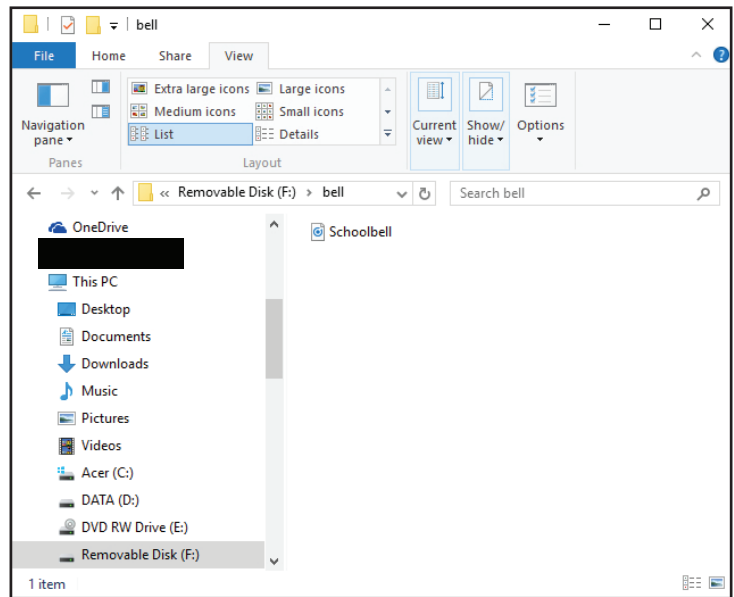 bell
File Home Share View
Extra large icons Large icons
Medium icons Small icons
List Details
Navigation pane
Current view
Show/ hide
Options
Panes
Layout
« Removable Disk (F:) › bell
Search bell
OneDrive
Schoolbell
This PC
Desktop
Documents
Downloads
Music
Pictures
Videos
Acer (C:)
DATA (D:)
DVD RW Drive (E:)
Removable Disk (F:)
1 item